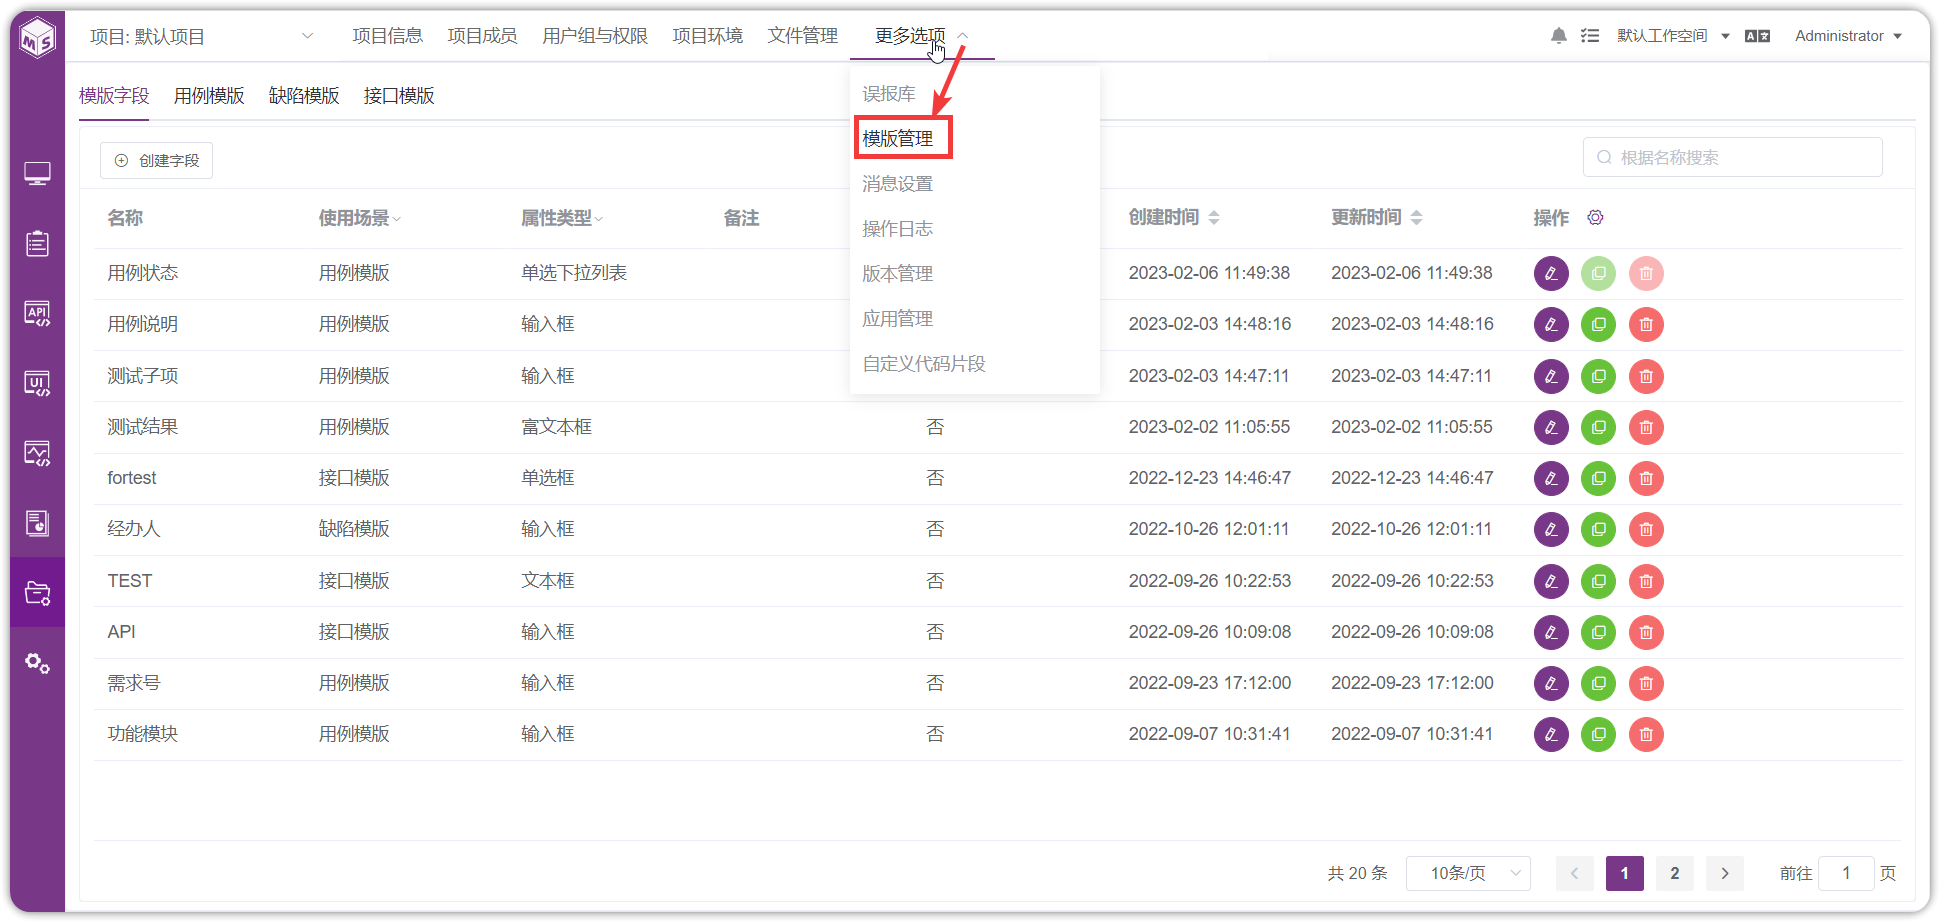 MS
项目: 默认项目 项目信息 项目成员 用户组与权限 项目环境 文件管理 更多选项 默认工作空间 A Administrator
模版字段 用例模版 缺陷模版 接口模版
误报库
模版管理
消息设置
操作日志
版本管理
应用管理
自定义代码片段
创建字段 根据名称搜索
名称 使用场景 属性类型 备注 创建时间 更新时间 操作
用例状态 用例模版 单选下拉列表 2023-02-06 11:49:38 2023-02-06 11:49:38
用例说明 用例模版 输入框 2023-02-03 14:48:16 2023-02-03 14:48:16
测试子项 用例模版 输入框 2023-02-03 14:47:11 2023-02-03 14:47:11
测试结果 用例模版 富文本框 否 2023-02-02 11:05:55 2023-02-02 11:05:55
fortest 接口模版 单选框 否 2022-12-23 14:46:47 2022-12-23 14:46:47
经办人 缺陷模版 输入框 否 2022-10-26 12:01:11 2022-10-26 12:01:11
TEST 接口模版 文本框 否 2022-09-26 10:22:53 2022-09-26 10:22:53
API 接口模版 输入框 否 2022-09-26 10:09:08 2022-09-26 10:09:08
需求号 用例模版 输入框 否 2022-09-23 17:12:00 2022-09-23 17:12:00
功能模块 用例模版 输入框 否 2022-09-07 10:31:41 2022-09-07 10:31:41
共 20 条 10条/页 1 2 前往 1 页
API
UI